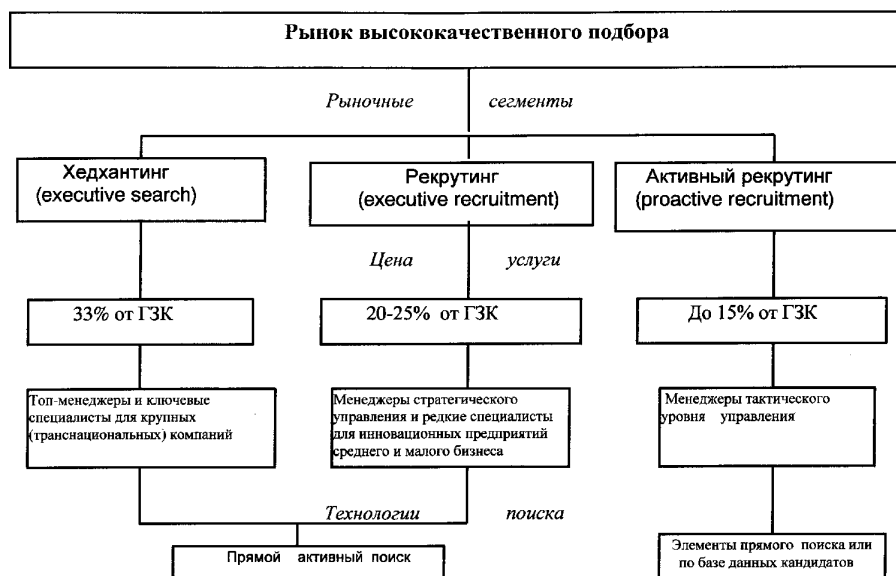 Рынок высококачественного подбора
Рыночные сегменты
Хедхантинг
(executive search)
Рекрутинг
(executive recruitment)
Активный рекрутинг
(proactive recruitment)
Цена услуги
33% от ГЗК
20-25% от ГЗК
До 15% от ГЗК
Топ-менеджеры и ключевые
специалисты для крупных
(транснациональных) компаний
Менеджеры стратегического
управления и редкие специалисты
для инновационных предприятий
среднего и малого бизнеса
Менеджеры тактического
уровня управления
Технологии поиска
Прямой активный поиск
Элементы прямого поиска или
по базе данных кандидатов